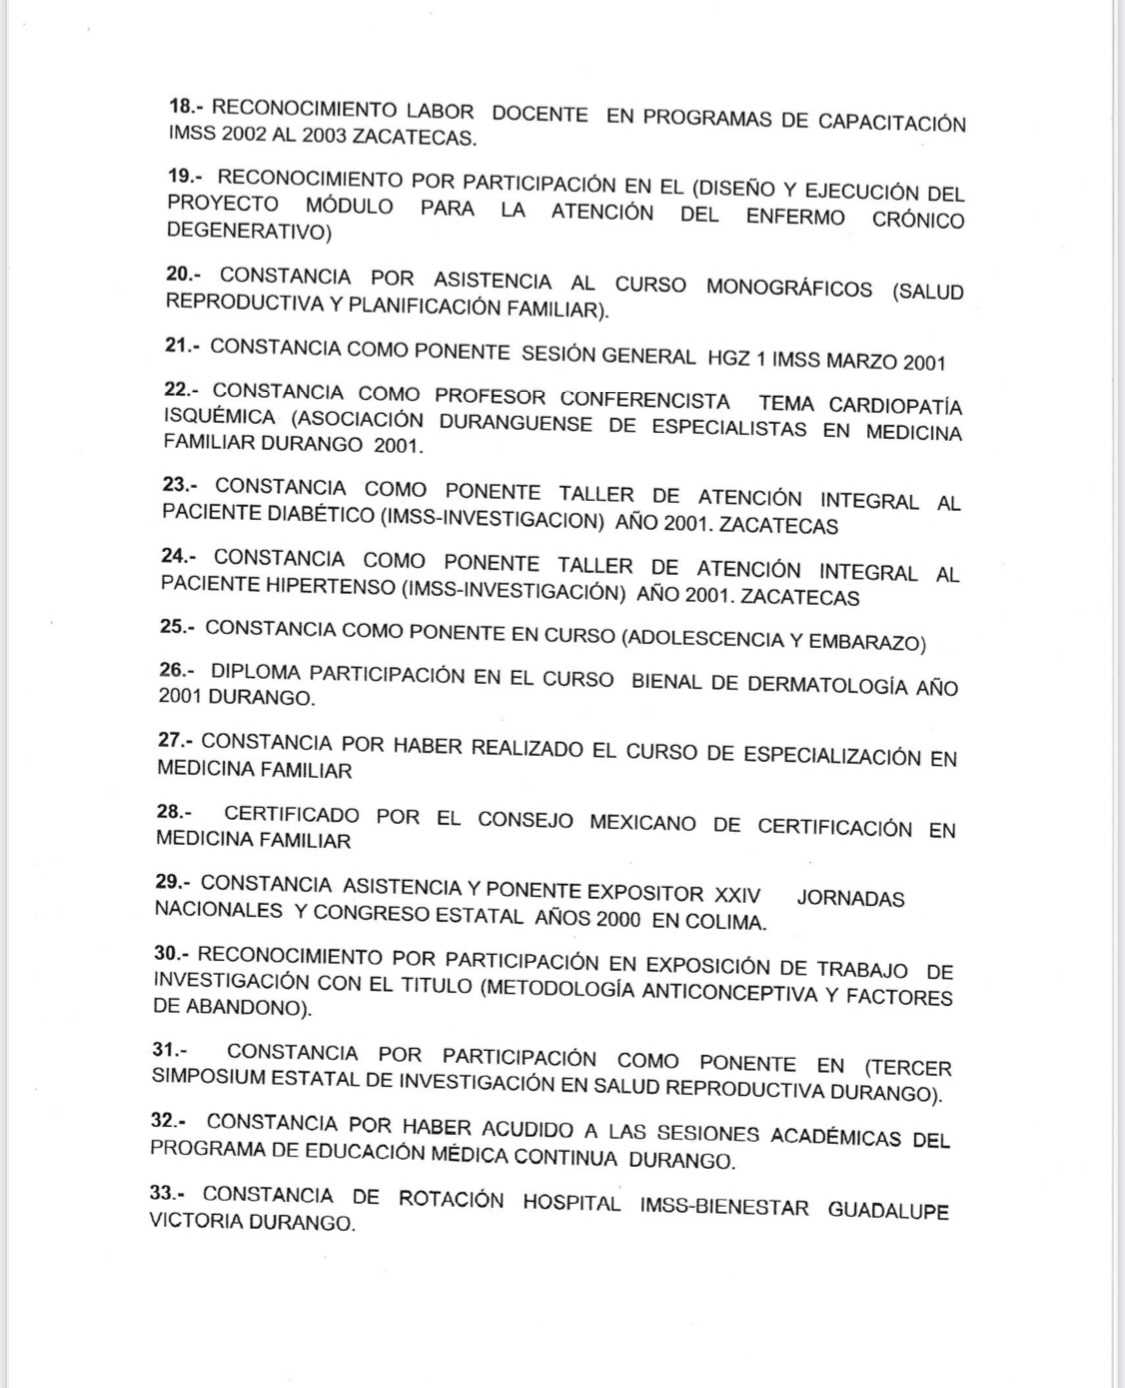 18.- RECONOCIMIENTO LABOR DOCENTE EN PROGRAMAS DE CAPACITACIÓN
IMSS 2002 AL 2003 ZACATECAS.
19.- RECONOCIMIENTO POR PARTICIPACIÓN EN EL (DISEÑO Y EJECUCIÓN DEL
PROYECTO MÓDULO PARA LA ATENCIÓN DEL ENFERMO CRÓNICO
DEGENERATIVO)
20.- CONSTANCIA POR ASISTENCIA AL CURSO MONOGRÁFICOS (SALUD
REPRODUCTIVA Y PLANIFICACIÓN FAMILIAR).
21.- CONSTANCIA COMO PONENTE SESIÓN GENERAL HGZ 1 IMSS MARZO 2001
22.- CONSTANCIA COMO PROFESOR CONFERENCISTA TEMA CARDIOPATÍA
ISQUÉMICA (ASOCIACIÓN DURANGUENSE DE ESPECIALISTAS EN MEDICINA
FAMILIAR DURANGO 2001.
23.- CONSTANCIA COMO PONENTE TALLER DE ATENCIÓN INTEGRAL AL
PACIENTE DIABÉTICO (IMSS-INVESTIGACION) AÑO 2001. ZACATECAS
24.- CONSTANCIA COMO PONENTE TALLER DE ATENCIÓN INTEGRAL AL
PACIENTE HIPERTENSO (IMSS-INVESTIGACIÓN) AÑO 2001. ZACATECAS
25.- CONSTANCIA COMO PONENTE EN CURSO (ADOLESCENCIA Y EMBARAZO)
26.- DIPLOMA PARTICIPACIÓN EN EL CURSO BIENAL DE DERMATOLOGÍA AÑO
2001 DURANGO.
27.- CONSTANCIA POR HABER REALIZADO EL CURSO DE ESPECIALIZACIÓN EN
MEDICINA FAMILIAR
28.- CERTIFICADO POR EL CONSEJO MEXICANO DE CERTIFICACIÓN EN
MEDICINA FAMILIAR
29.- CONSTANCIA ASISTENCIA Y PONENTE EXPOSITOR XXIV JORNADAS
NACIONALES Y CONGRESO ESTATAL AÑOS 2000 EN COLIMA.
30.- RECONOCIMIENTO POR PARTICIPACIÓN EN EXPOSICIÓN DE TRABAJO DE
INVESTIGACIÓN CON EL TITULO (METODOLOGÍA ANTICONCEPTIVA Y FACTORES
DE ABANDONO).
31.- CONSTANCIA POR PARTICIPACIÓN COMO PONENTE EN (TERCER
SIMPOSIUM ESTATAL DE INVESTIGACIÓN EN SALUD REPRODUCTIVA DURANGO).
32.- CONSTANCIA POR HABER ACUDIDO A LAS SESIONES ACADÉMICAS DEL
PROGRAMA DE EDUCACIÓN MÉDICA CONTINUA DURANGO.
33.- CONSTANCIA DE ROTACIÓN HOSPITAL IMSS-BIENESTAR GUADALUPE
VICTORIA DURANGO.